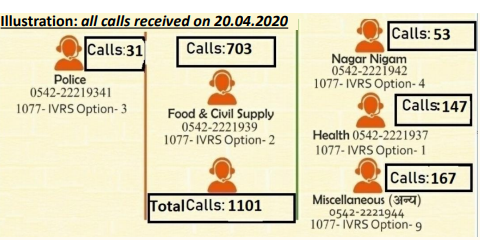 Illustration: all calls received on 20.04.2020
Calls:31
Police
0542-22219341
1077- IVRS Option- 3
Calls:703
Food & Civil Supply
0542-2221939
1077- IVRS Option- 2
Total Calls: 1101
Calls: 53
Nagar Nigam
0542-2221942
1077- IVRS Option- 4
Calls:147
Health 0542-2221937
1077- IVRS Option- 1
Calls:167
Miscellaneous (अन्य)
0542-2221944
1077- IVRS Option- 9